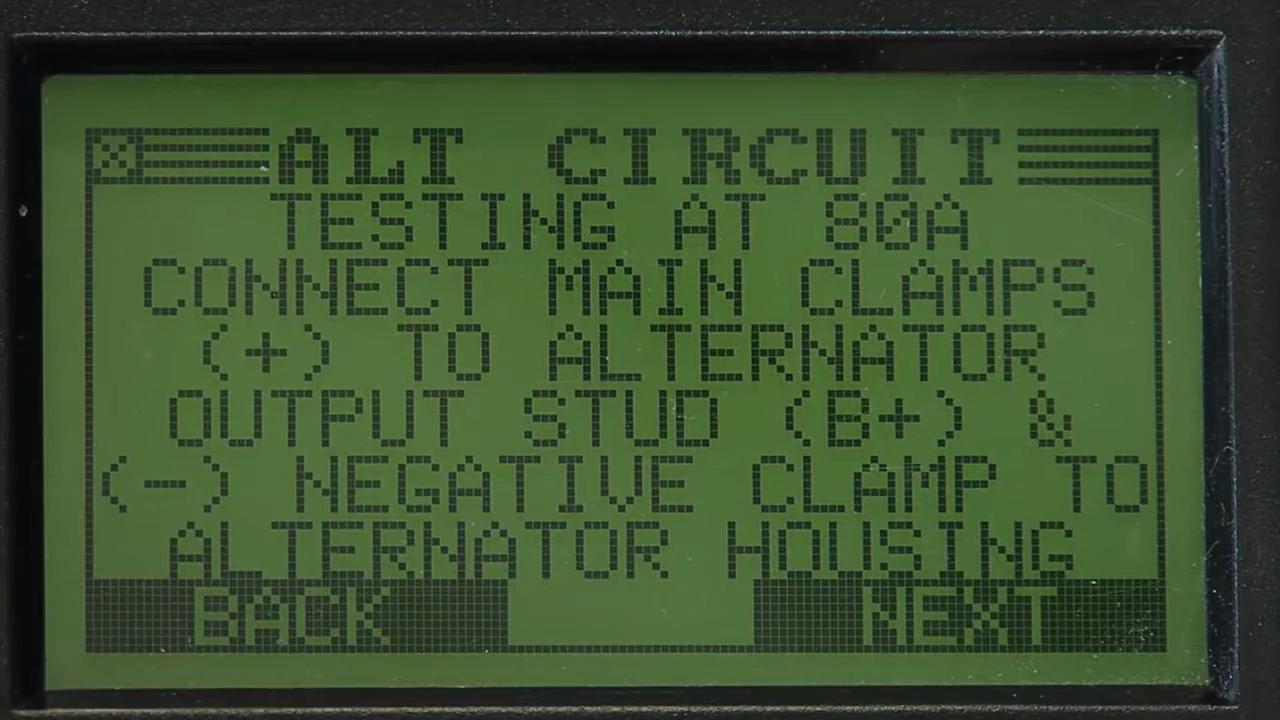 ALT CIRCUIT
TESTING AT 80A
CONNECT MAIN CLAMPS
(+) TO ALTERNATOR
OUTPUT STUD (B+) &
(-) NEGATIVE CLAMP TO
ALTERNATOR HOUSING
BACK NEXT